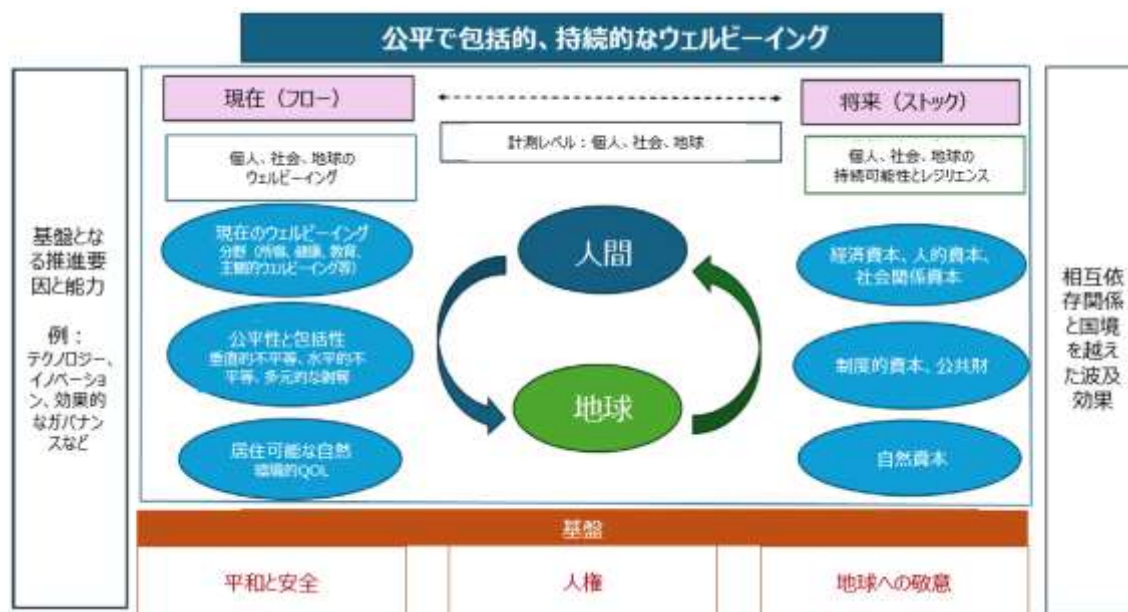 公平で包括的、持続的なウェルビーイング
基盤とな
る推進要
因と能力
例：
テクノロジー、
イノベーショ
ン、効果的
なガバナン
スなど
現在（フロー）
個人、社会、地球の
ウェルビーイング
現在のウェルビーイング
分野（所得、健康、教育、
主観的ウェルビーイング等）
公平性と包括性
垂直的不平等、水平的不
平等、多元的な剥奪
居住可能な自然
環境的QOL
計測レベル：個人、社会、地球
人間
地球
将来（ストック）
個人、社会、地球の
持続可能性とレジリエンス
経済資本、人的資本、
社会関係資本
制度的資本、公共財
自然資本
相互依
存関係
と国境
を越え
た波及
効果
基盤
平和と安全
人権
地球への敬意